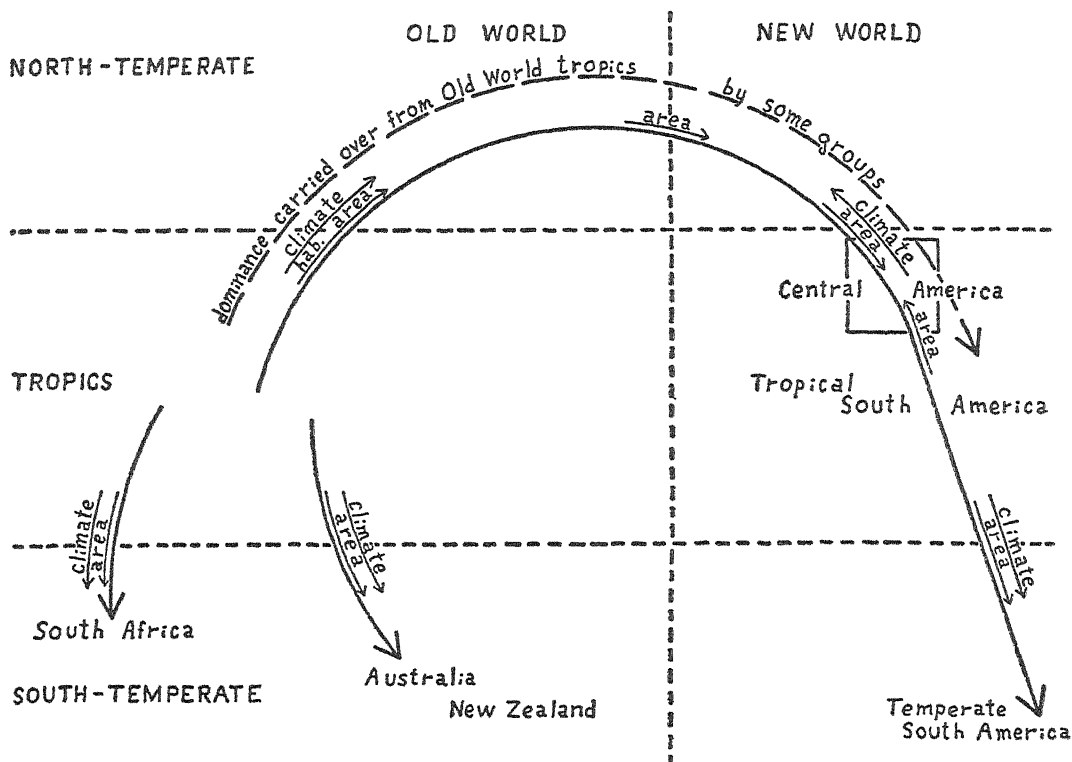 OLD WORLD
NEW WORLD
NORTH-TEMPERATE
dominance carried over from Old World tropics
by some groups
area
climate
hab. area
climate
area
area
Central America
TROPICS
Tropical
South America
climate
area
climate
area
climate
area
South Africa
Australia
New Zealand
SOUTH-TEMPERATE
Temperate
South America